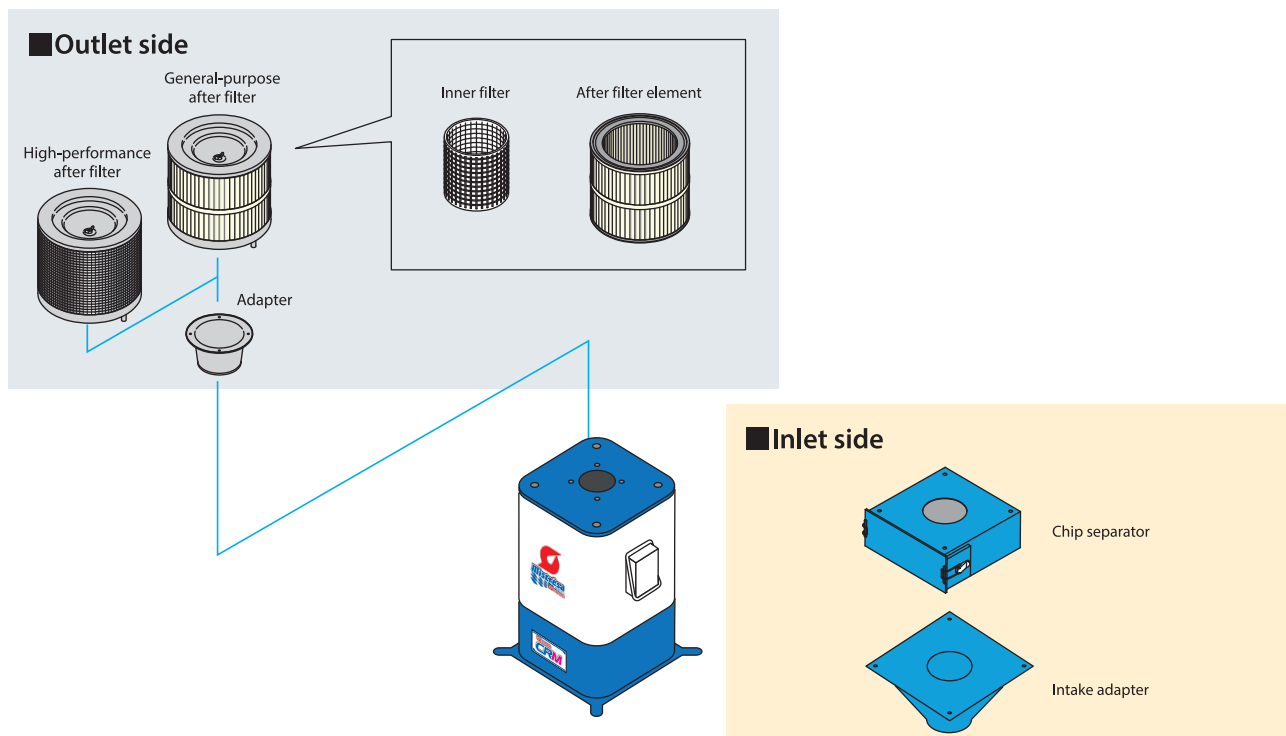 ■Outlet side
General-purpose
after filter
High-performance
after filter
Inner filter
After filter element
Adapter
■Inlet side
Chip separator
Intake adapter
CRM